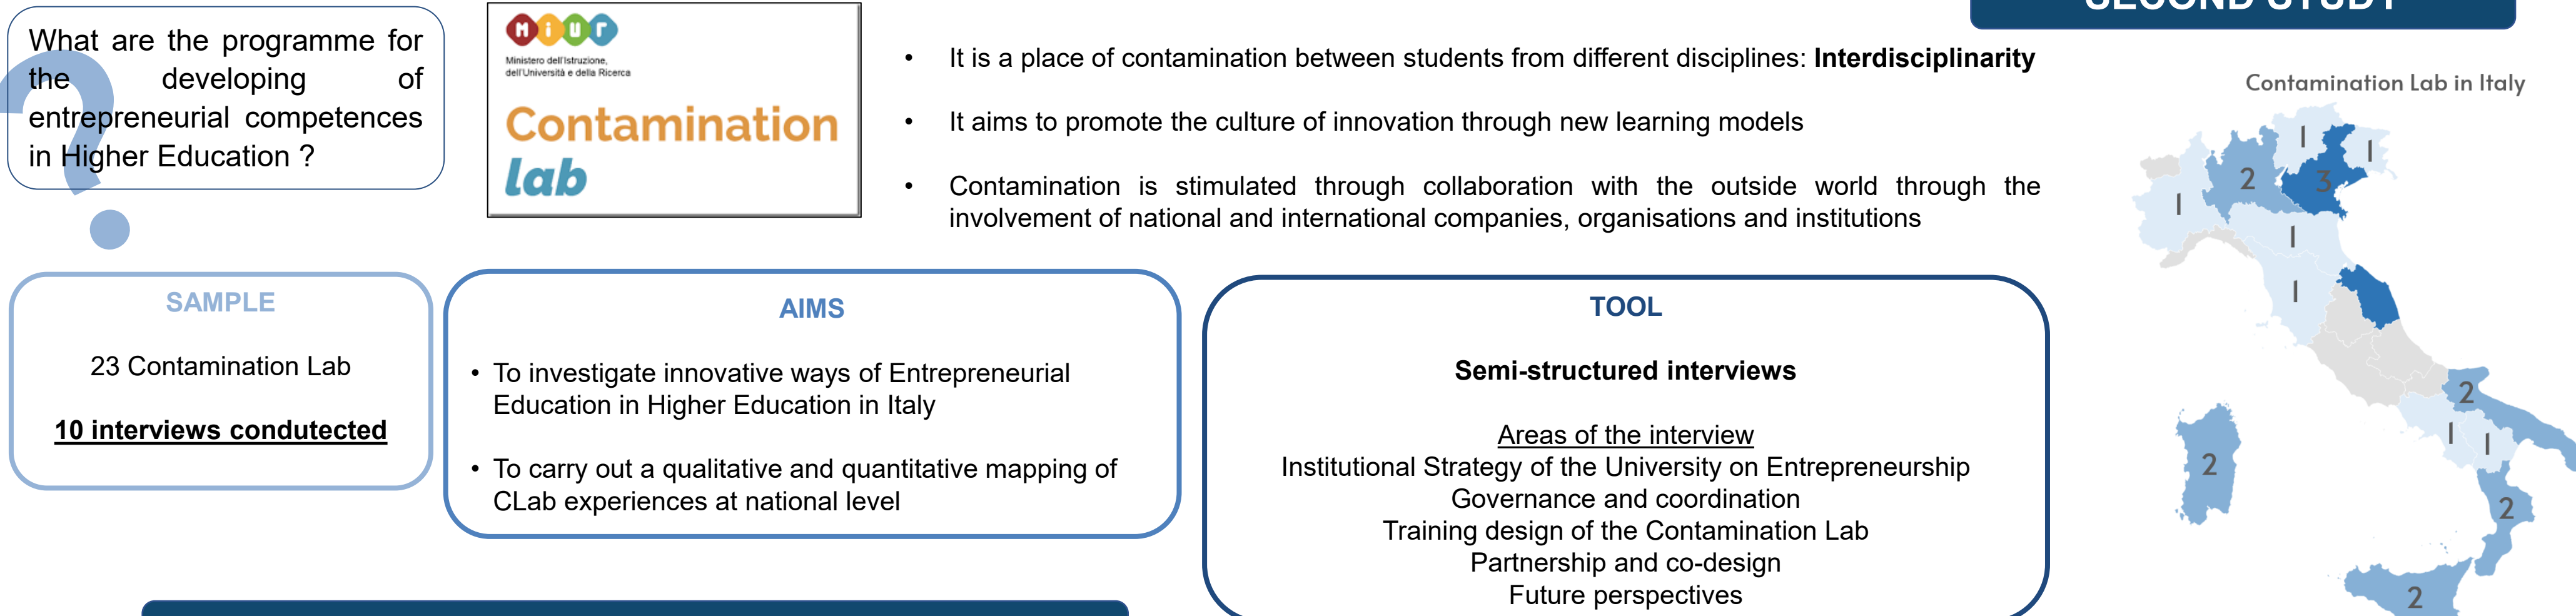 SECOND STUDY
What are the programme for
the developing of
entrepreneurial competences
in Higher Education ?
?
MIUR
Ministero dell'Istruzione,
dell'Università e della Ricerca
Contamination
lab
• It is a place of contamination between students from different disciplines: Interdisciplinarity
• It aims to promote the culture of innovation through new learning models
• Contamination is stimulated through collaboration with the outside world through the
involvement of national and international companies, organisations and institutions
Contamination Lab in Italy
1
1
2
3
1
1
1
2
1
1
2
2
2
SAMPLE
23 Contamination Lab
10 interviews condutected
AIMS
• To investigate innovative ways of Entrepreneurial
Education in Higher Education in Italy
• To carry out a qualitative and quantitative mapping of
CLab experiences at national level
TOOL
Semi-structured interviews
Areas of the interview
Institutional Strategy of the University on Entrepreneurship
Governance and coordination
Training design of the Contamination Lab
Partnership and co-design
Future perspectives